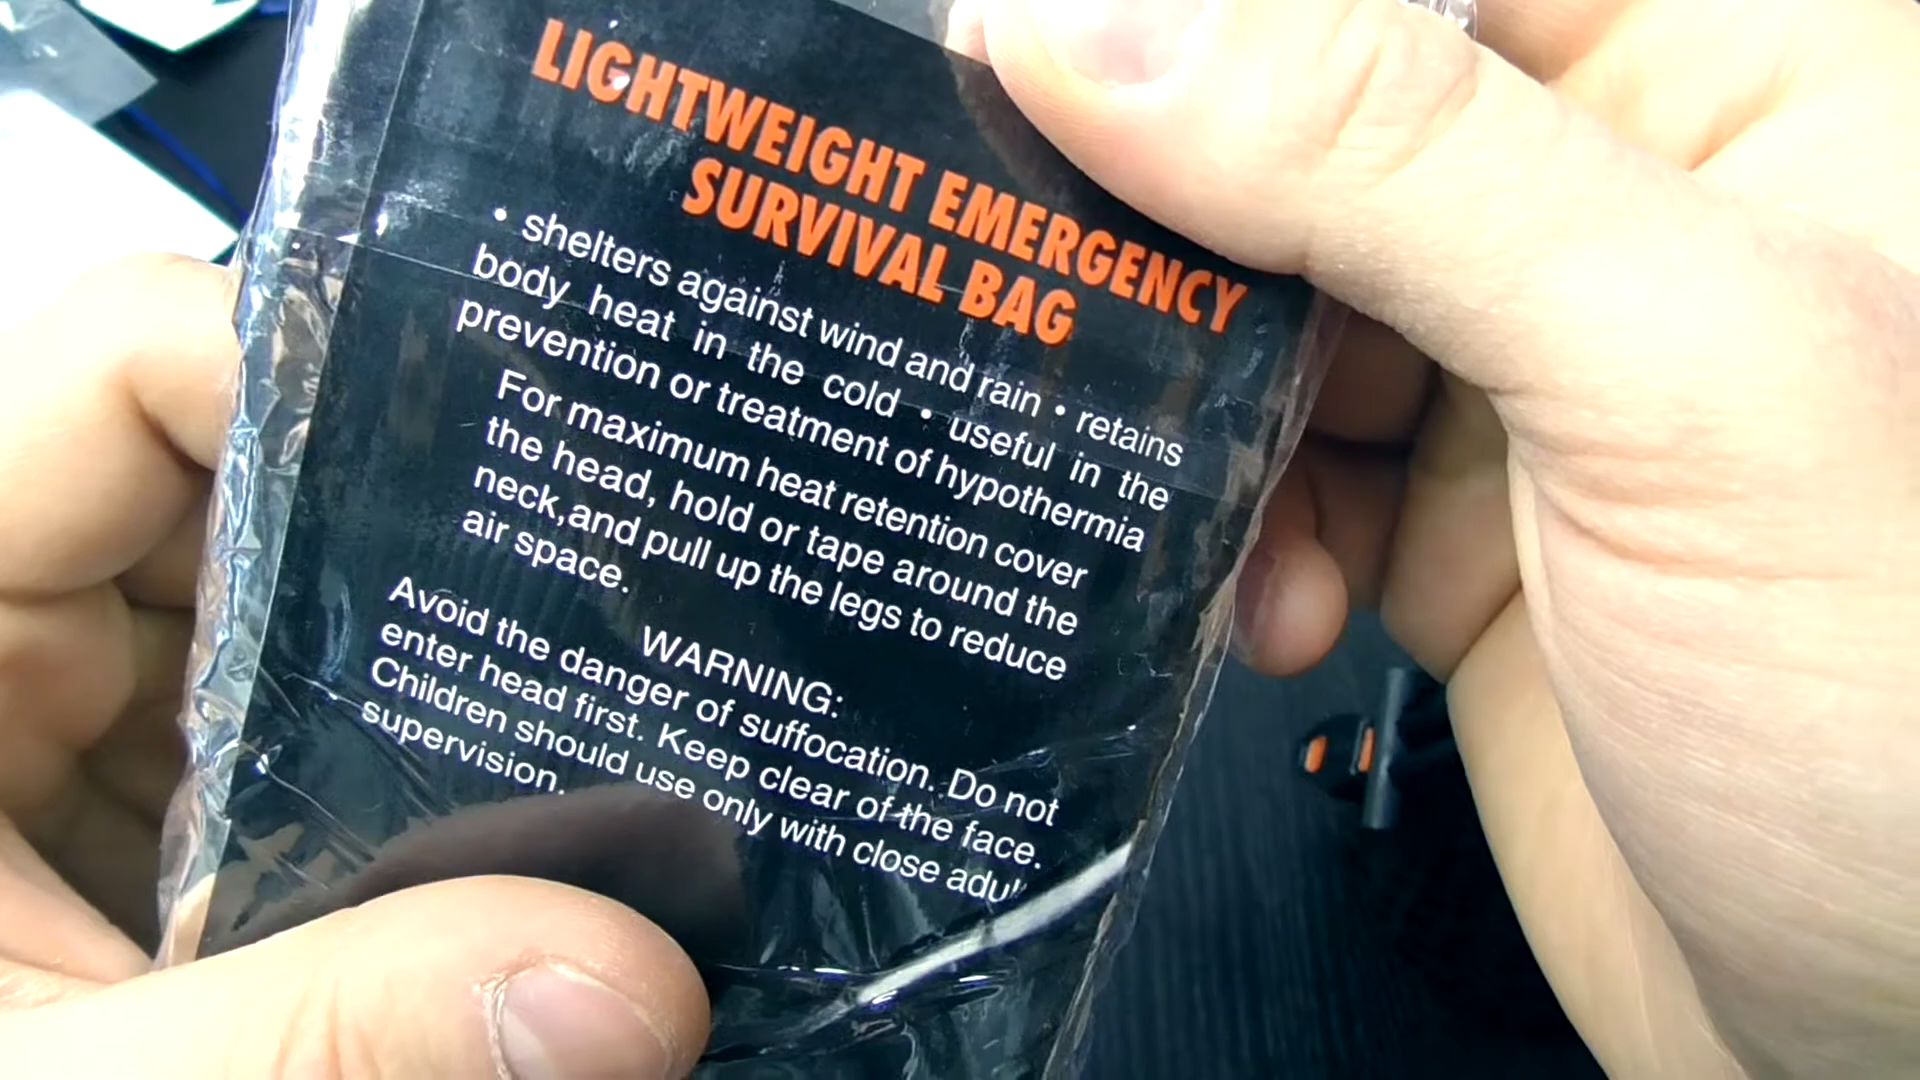 LIGHTWEIGHT EMERGENCY
SURVIVAL BAG
• shelters against wind and rain • retains
body heat in the cold • useful in the
prevention or treatment of hypothermia
For maximum heat retention cover
the head, hold or tape around the
neck,and pull up the legs to reduce
air space.
WARNING:
Avoid the danger of suffocation. Do not
enter head first. Keep clear of the face.
Children should use only with close adult
supervision.